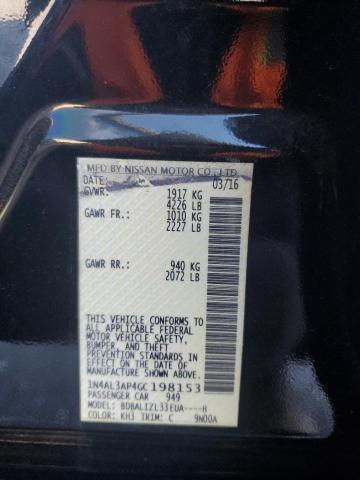 MFD BY NISSAN MOTOR CO., LTD.
DATE: 03/16
GVWR: 1917 KG
4226 LB
GAWR FR.: 1010 KG
2227 LB
GAWR RR.: 940 KG
2072 LB
THIS VEHICLE CONFORMS TO
ALL APPLICABLE FEDERAL
MOTOR VEHICLE SAFETY,
BUMPER, AND THEFT
PREVENTION STANDARDS IN
EFFECT ON THE DATE OF
MANUFACTURE SHOWN ABOVE.
1N4AL3AP4GC198153
PASSENGER CAR 949
MODEL: BDBALIZL33EUA----H
COLOR: KH3 TRIM: C 9N00A